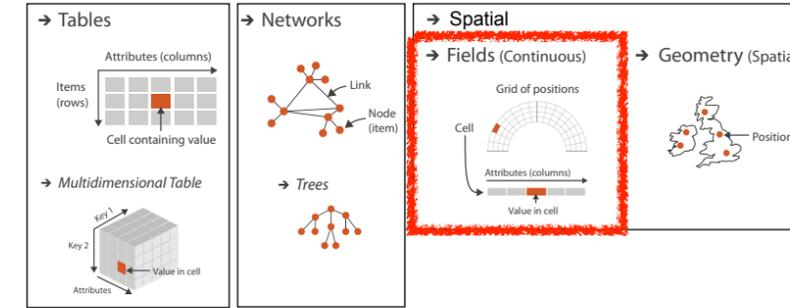 → Tables
Attributes (columns)
Items
(rows)
Cell containing value
→ Multidimensional Table
Key 1
Key 2
Value in cell
Attributes
→ Networks
Link
Node
(item)
→ Trees
→ Spatial
→ Fields (Continuous)
Grid of positions
Cell
Attributes (columns)
Value in cell
→ Geometry (Spatia
Position